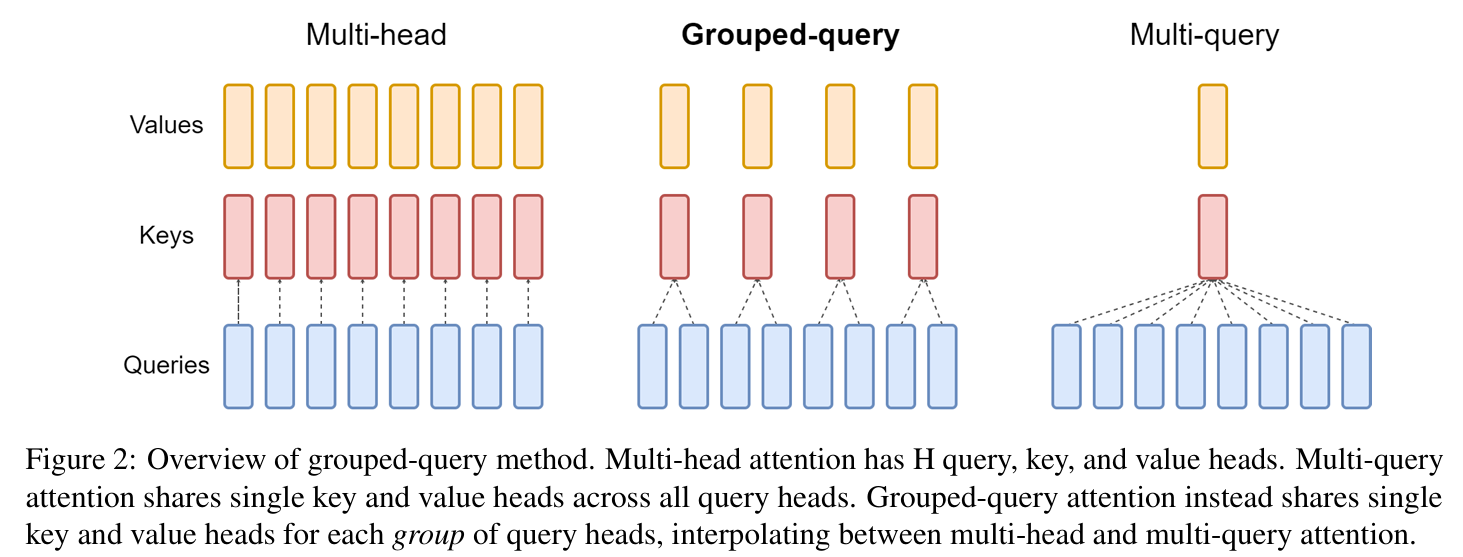 Multi-head
Grouped-query
Multi-query
Values
Keys
Queries
Figure 2: Overview of grouped-query method. Multi-head attention has H query, key, and value heads. Multi-query
attention shares single key and value heads across all query heads. Grouped-query attention instead shares single
key and value heads for each group of query heads, interpolating between multi-head and multi-query attention.